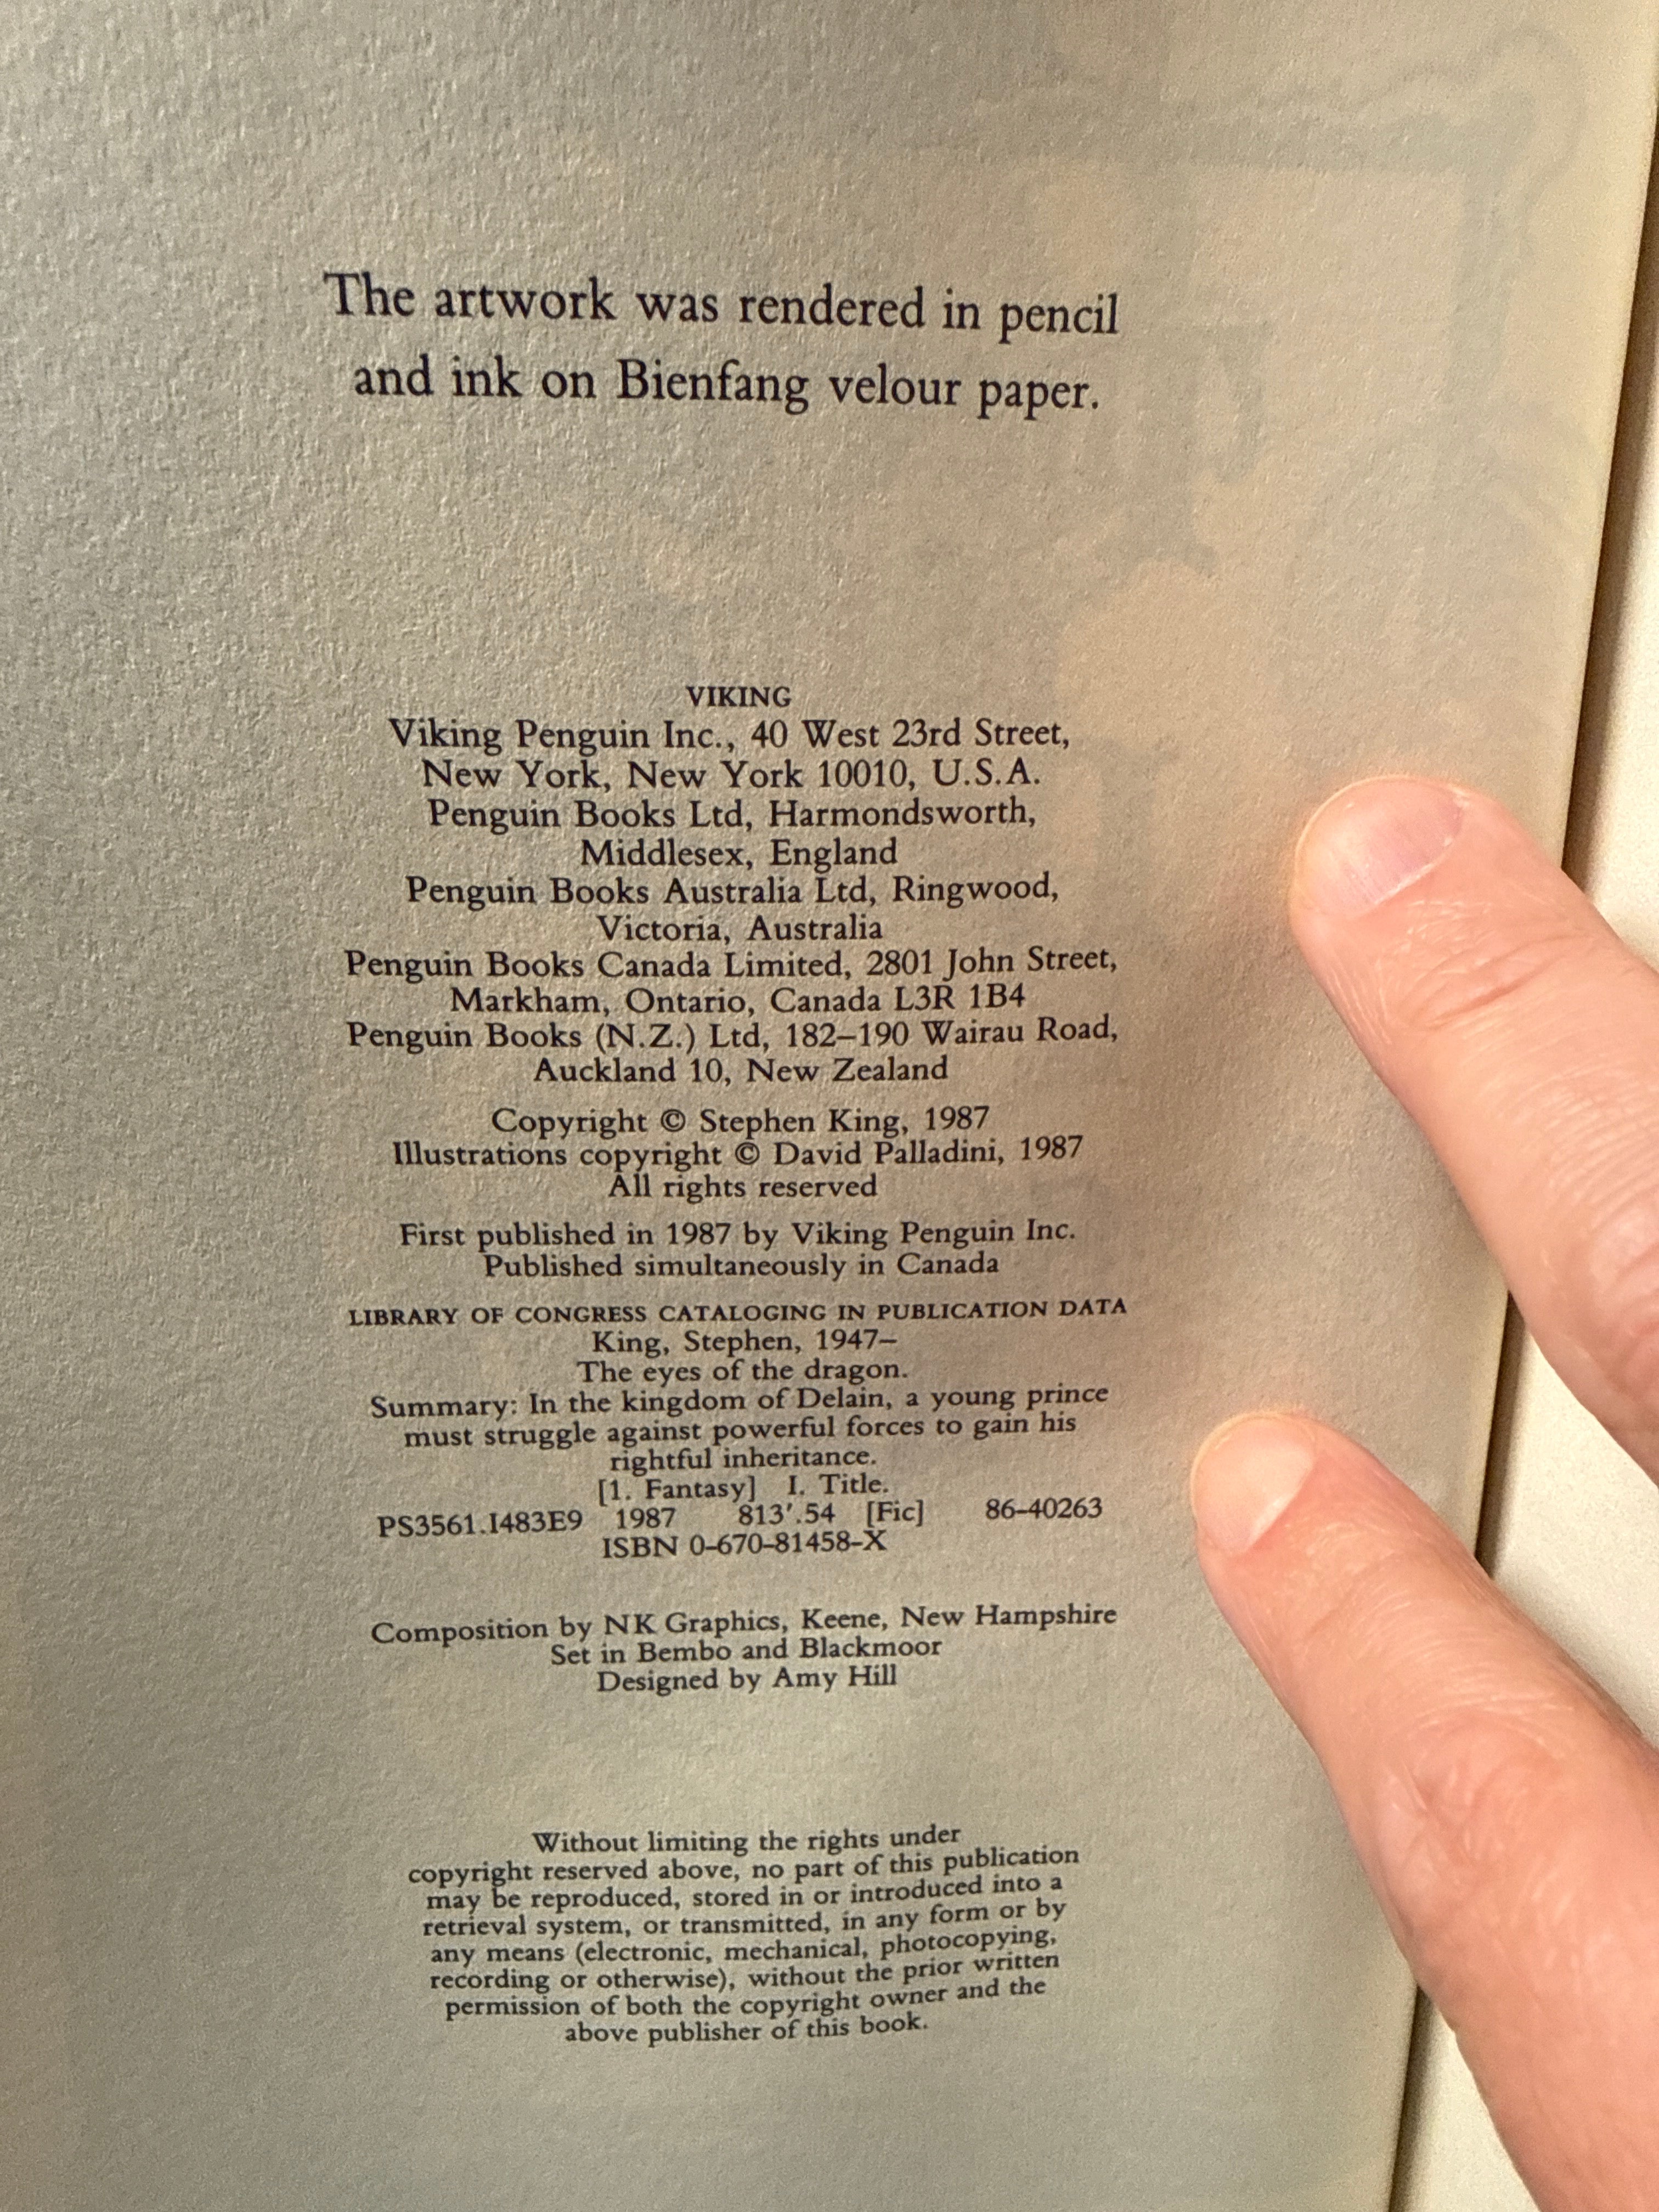 The artwork was rendered in pencil
and ink on Bienfang velour paper.
VIKING
Viking Penguin Inc., 40 West 23rd Street,
New York, New York 10010, U.S.A.
Penguin Books Ltd, Harmondsworth,
Middlesex, England
Penguin Books Australia Ltd, Ringwood,
Victoria, Australia
Penguin Books Canada Limited, 2801 John Street,
Markham, Ontario, Canada L3R 1B4
Penguin Books (N.Z.) Ltd, 182–190 Wairau Road,
Auckland 10, New Zealand
Copyright © Stephen King, 1987
Illustrations copyright © David Palladini, 1987
All rights reserved
First published in 1987 by Viking Penguin Inc.
Published simultaneously in Canada
LIBRARY OF CONGRESS CATALOGING IN PUBLICATION DATA
King, Stephen, 1947–
The eyes of the dragon.
Summary: In the kingdom of Delain, a young prince
must struggle against powerful forces to gain his
rightful inheritance.
[1. Fantasy] I. Title.
PS3561.I483E9 1987 813′.54 [Fic] 86–40263
ISBN 0–670–81458–X
Composition by NK Graphics, Keene, New Hampshire
Set in Bembo and Blackmoor
Designed by Amy Hill
Without limiting the rights under
copyright reserved above, no part of this publication
may be reproduced, stored in or introduced into a
retrieval system, or transmitted, in any form or by
any means (electronic, mechanical, photocopying,
recording or otherwise), without the prior written
permission of both the copyright owner and the
above publisher of this book.